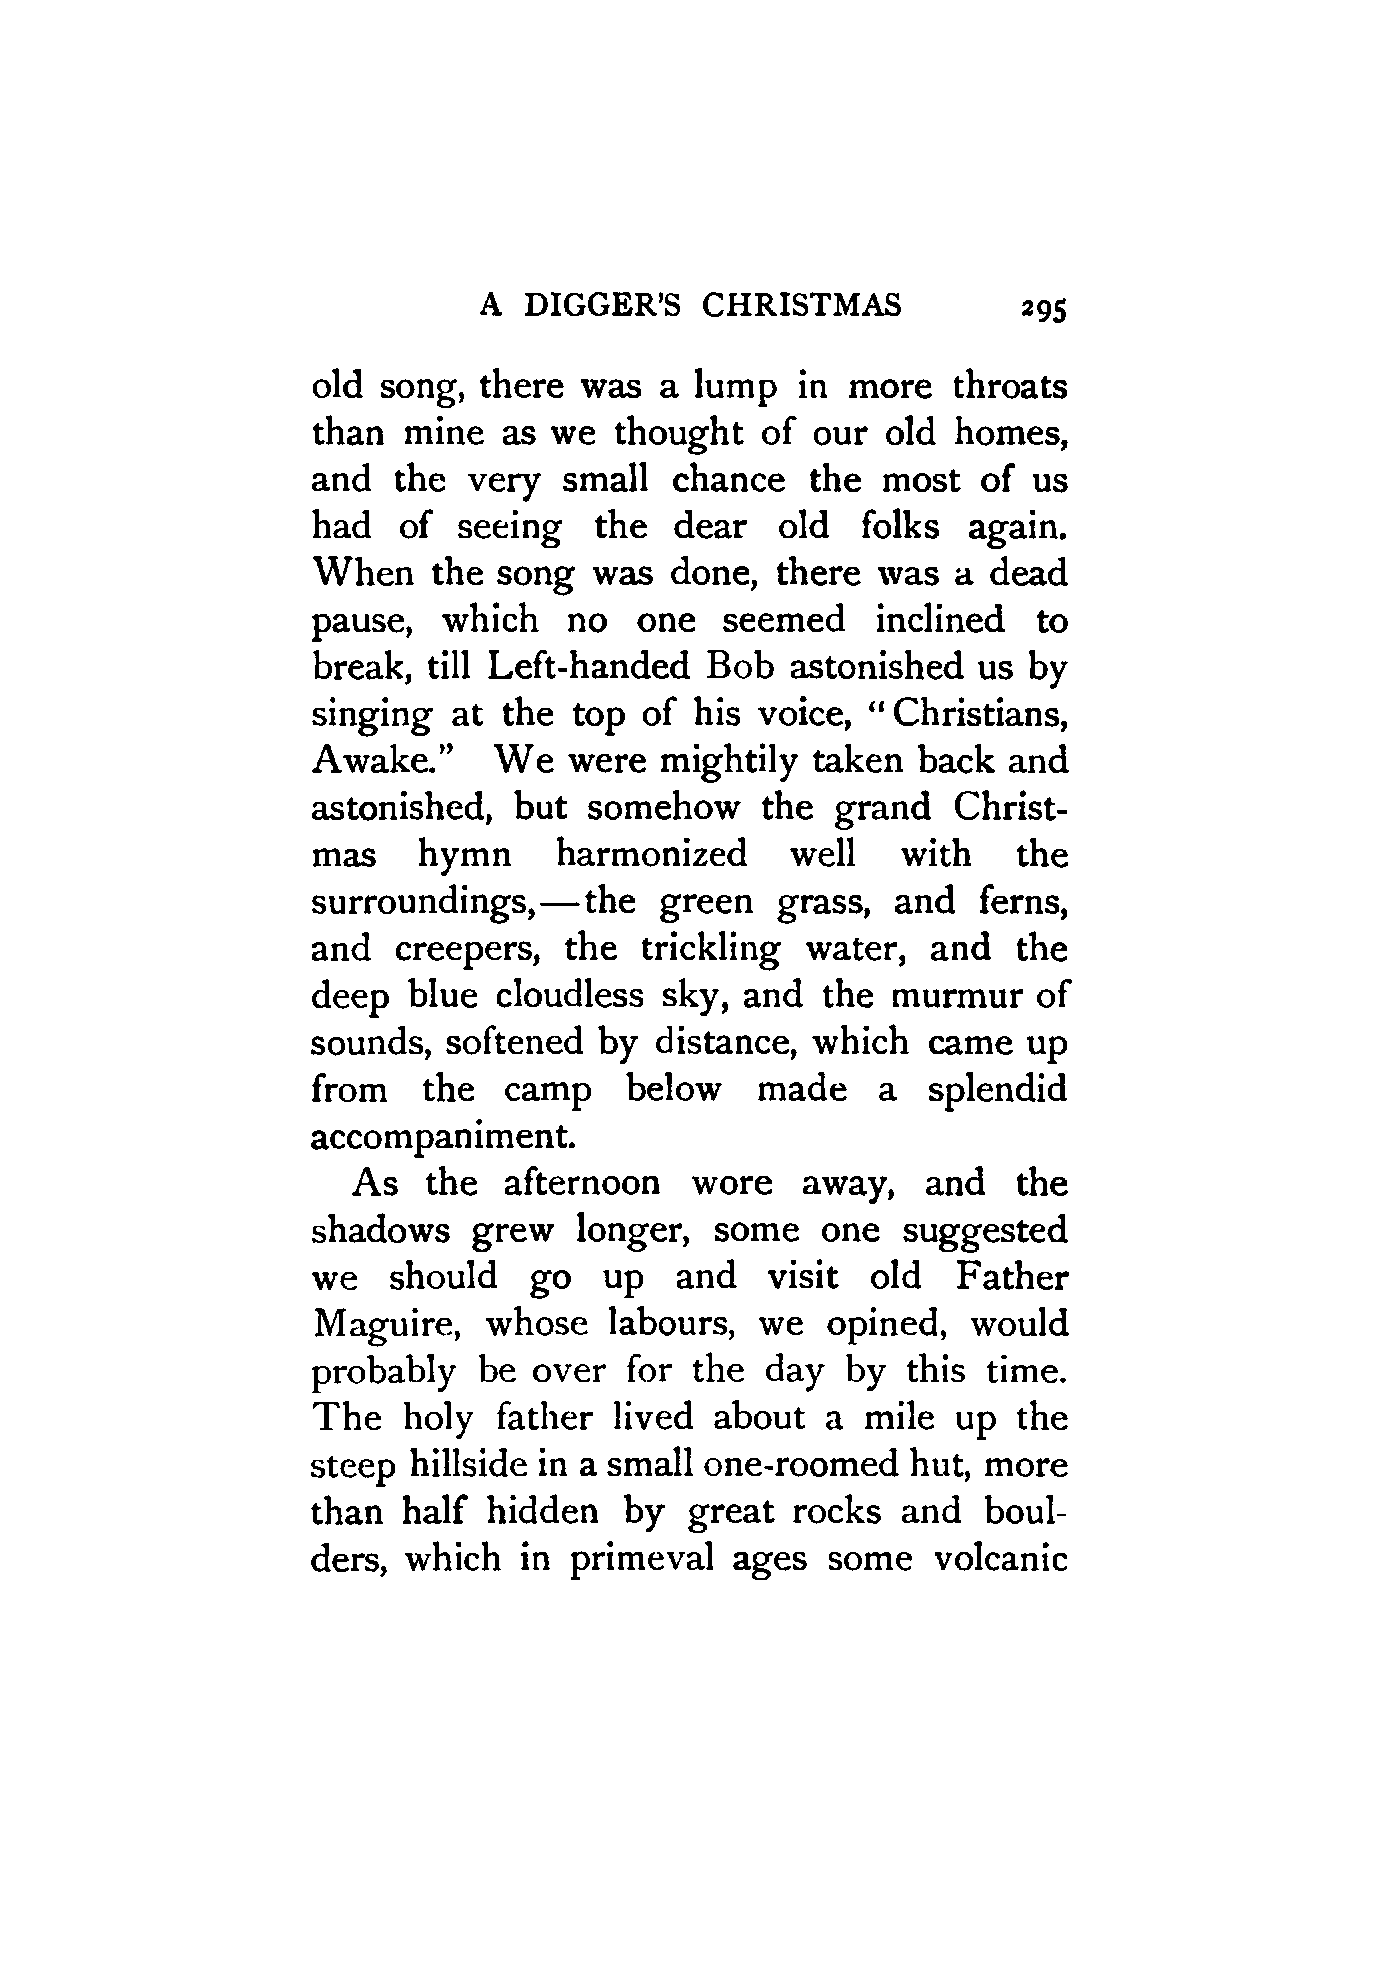 A DIGGER'S CHRISTMAS 295
old song, there was a lump in more throats
than mine as we thought of our old homes,
and the very small chance the most of us
had of seeing the dear old folks again.
When the song was done, there was a dead
pause, which no one seemed inclined to
break, till Left-handed Bob astonished us by
singing at the top of his voice, "Christians,
Awake." We were mightily taken back and
astonished, but somehow the grand Christ-
mas hymn harmonized well with the
surroundings,—the green grass, and ferns,
and creepers, the trickling water, and the
deep blue cloudless sky, and the murmur of
sounds, softened by distance, which came up
from the camp below made a splendid
accompaniment.
As the afternoon wore away, and the
shadows grew longer, some one suggested
we should go up and visit old Father
Maguire, whose labours, we opined, would
probably be over for the day by this time.
The holy father lived about a mile up the
steep hillside in a small one-roomed hut, more
than half hidden by great rocks and boul-
ders, which in primeval ages some volcanic